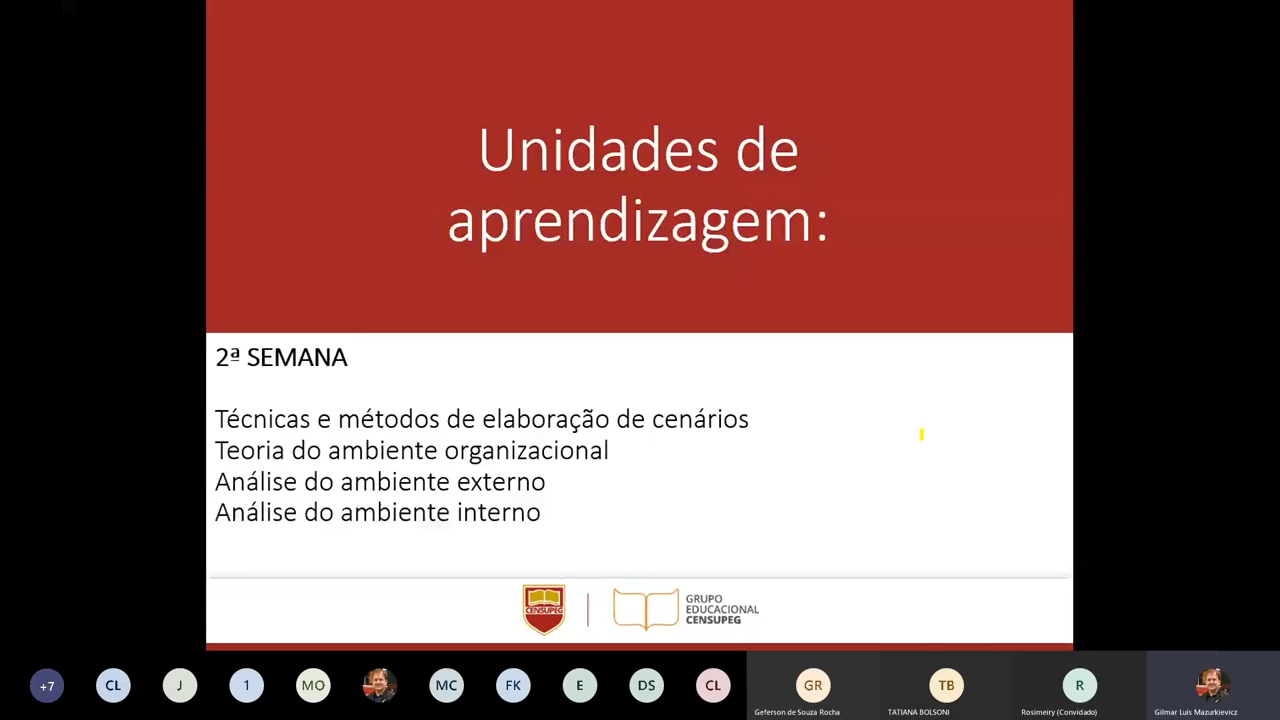 Unidades de
aprendizagem:
2ª SEMANA
Técnicas e métodos de elaboração de cenários
Teoria do ambiente organizacional
Análise do ambiente externo
Análise do ambiente interno
CENSUPEG
GRUPO
EDUCACIONAL
CENSUPEG
+7
CL
J
1
MO
MC
FK
E
DS
CL
GR
TB
R
Geferson de Souza Rocha
TATIANA BOLSONI
Rosimeiry (Convidado)
Gilmar Luis Mazurkievicz